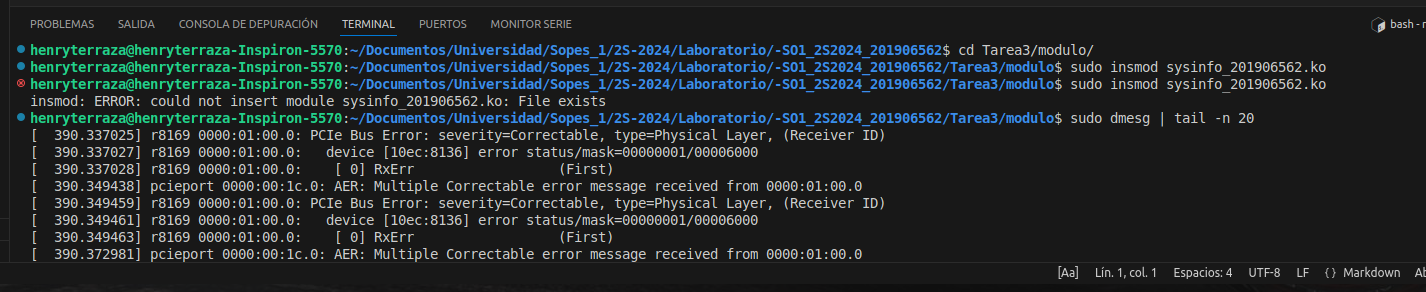 PROBLEMAS SALIDA CONSOLA DE DEPURACIÓN TERMINAL PUERTOS MONITOR SERIE
bash - 
henryterraza@henryterraza-Inspiron-5570:~/Documentos/Universidad/Sopes_1/2S-2024/Laboratorio/-SO1_2S2024_201906562$ cd Tarea3/modulo/
henryterraza@henryterraza-Inspiron-5570:~/Documentos/Universidad/Sopes_1/2S-2024/Laboratorio/-SO1_2S2024_201906562/Tarea3/modulo$ sudo insmod sysinfo_201906562.ko
henryterraza@henryterraza-Inspiron-5570:~/Documentos/Universidad/Sopes_1/2S-2024/Laboratorio/-SO1_2S2024_201906562/Tarea3/modulo$ sudo insmod sysinfo_201906562.ko
insmod: ERROR: could not insert module sysinfo_201906562.ko: File exists
henryterraza@henryterraza-Inspiron-5570:~/Documentos/Universidad/Sopes_1/2S-2024/Laboratorio/-SO1_2S2024_201906562/Tarea3/modulo$ sudo dmesg | tail -n 20
[  390.337025] r8169 0000:01:00.0: PCIe Bus Error: severity=Correctable, type=Physical Layer, (Receiver ID)
[  390.337027] r8169 0000:01:00.0:   device [10ec:8136] error status/mask=00000001/00006000
[  390.337028] r8169 0000:01:00.0:    [ 0] RxErr                  (First)
[  390.349438] pcieport 0000:00:1c.0: AER: Multiple Correctable error message received from 0000:01:00.0
[  390.349459] r8169 0000:01:00.0: PCIe Bus Error: severity=Correctable, type=Physical Layer, (Receiver ID)
[  390.349461] r8169 0000:01:00.0:   device [10ec:8136] error status/mask=00000001/00006000
[  390.349463] r8169 0000:01:00.0:    [ 0] RxErr                  (First)
[  390.372981] pcieport 0000:00:1c.0: AER: Multiple Correctable error message received from 0000:01:00.0
[Aa] Lín. 1, col. 1 Espacios: 4 UTF-8 LF {} Markdown